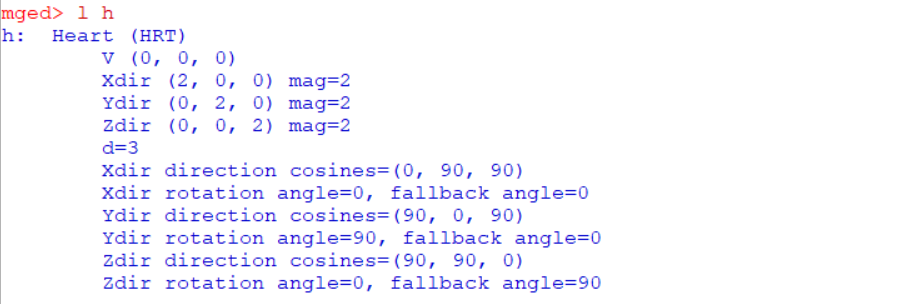 mged> l h
h:  Heart (HRT)
V (0, 0, 0)
Xdir (2, 0, 0) mag=2
Ydir (0, 2, 0) mag=2
Zdir (0, 0, 2) mag=2
d=3
Xdir direction cosines=(0, 90, 90)
Xdir rotation angle=0, fallback angle=0
Ydir direction cosines=(90, 0, 90)
Ydir rotation angle=90, fallback angle=0
Zdir direction cosines=(90, 90, 0)
Zdir rotation angle=0, fallback angle=90